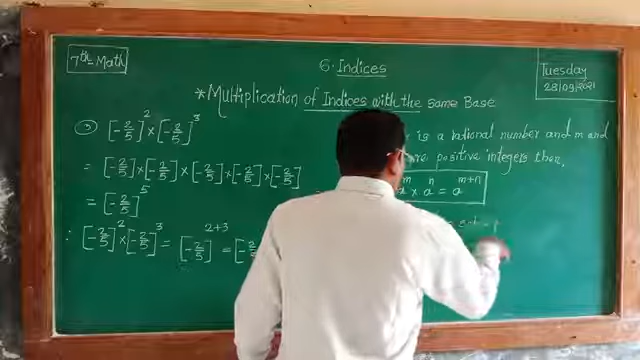 7th Math
6. Indices
Tuesday
28/09/2021
*Multiplication of Indices with the same Base
③ [-2/5]² × [-2/5]³
= [-2/5] × [-2/5] × [-2/5] × [-2/5] × [-2/5]
= [-2/5]⁵
∴ [-2/5]² × [-2/5]³ = [-2/5]²⁺³ = [-2/5
is a rational number and m and
are positive integers then,
m × aⁿ = aᵐ⁺ⁿ